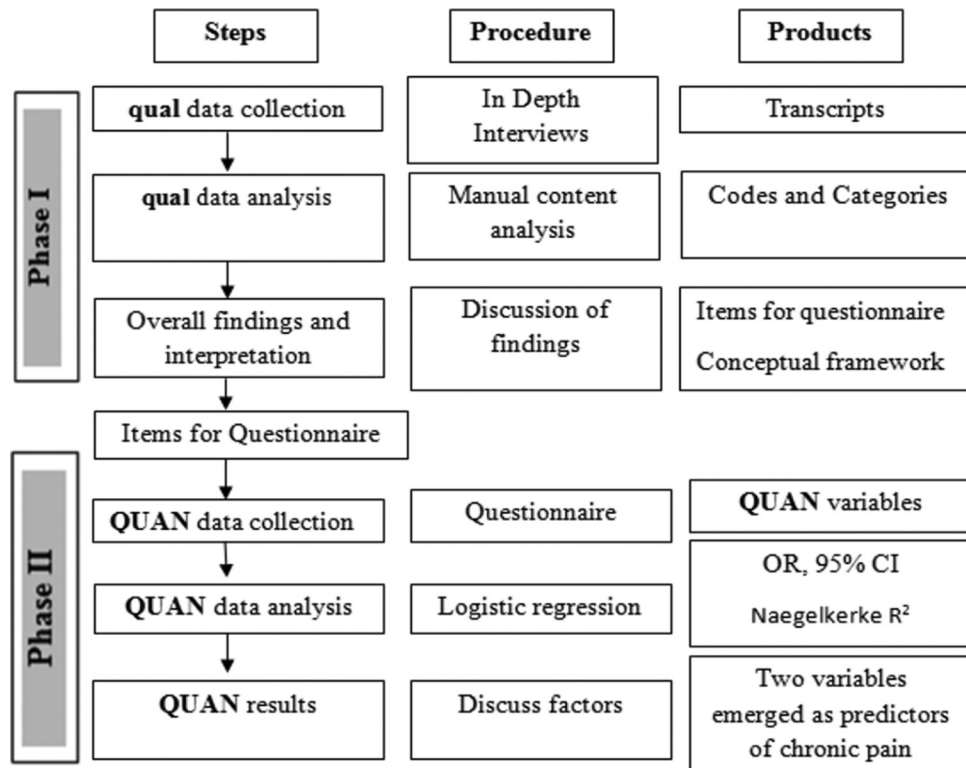 Steps
Procedure
Products
Phase I
qual data collection
In Depth
Interviews
Transcripts
qual data analysis
Manual content
analysis
Codes and Categories
Overall findings and
interpretation
Discussion of
findings
Items for questionnaire
Conceptual framework
Items for Questionnaire
Phase II
QUAN data collection
Questionnaire
QUAN variables
QUAN data analysis
Logistic regression
OR, 95% CI
Naegelkerke R²
QUAN results
Discuss factors
Two variables
emerged as predictors
of chronic pain